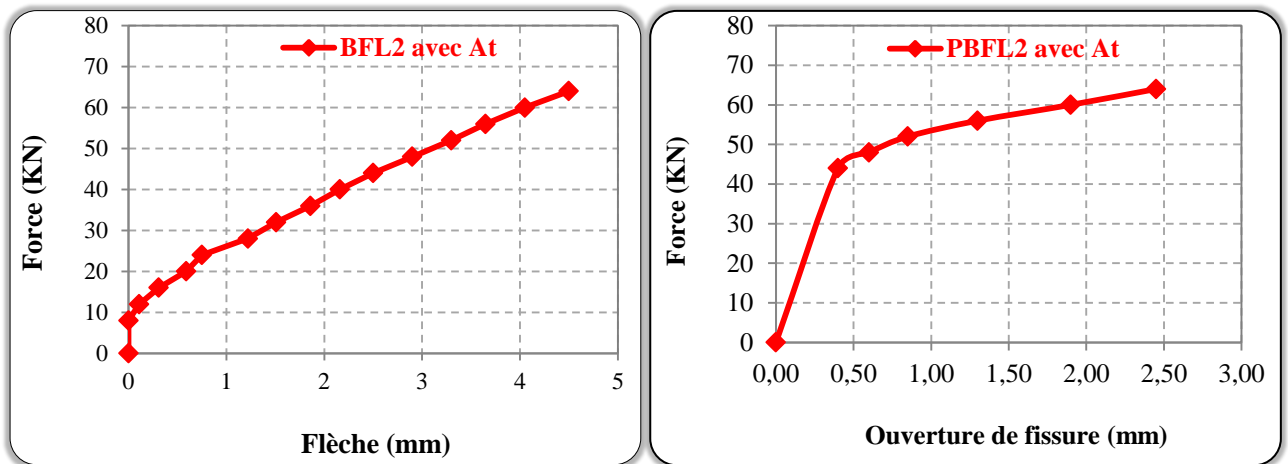 BFL2 avec At
80
70
60
50
40
30
20
10
0
Force (KN)
0 1 2 3 4 5
Flèche (mm)
PBFL2 avec At
80
70
60
50
40
30
20
10
0
Force (KN)
0,00 0,50 1,00 1,50 2,00 2,50 3,00
Ouverture de fissure (mm)